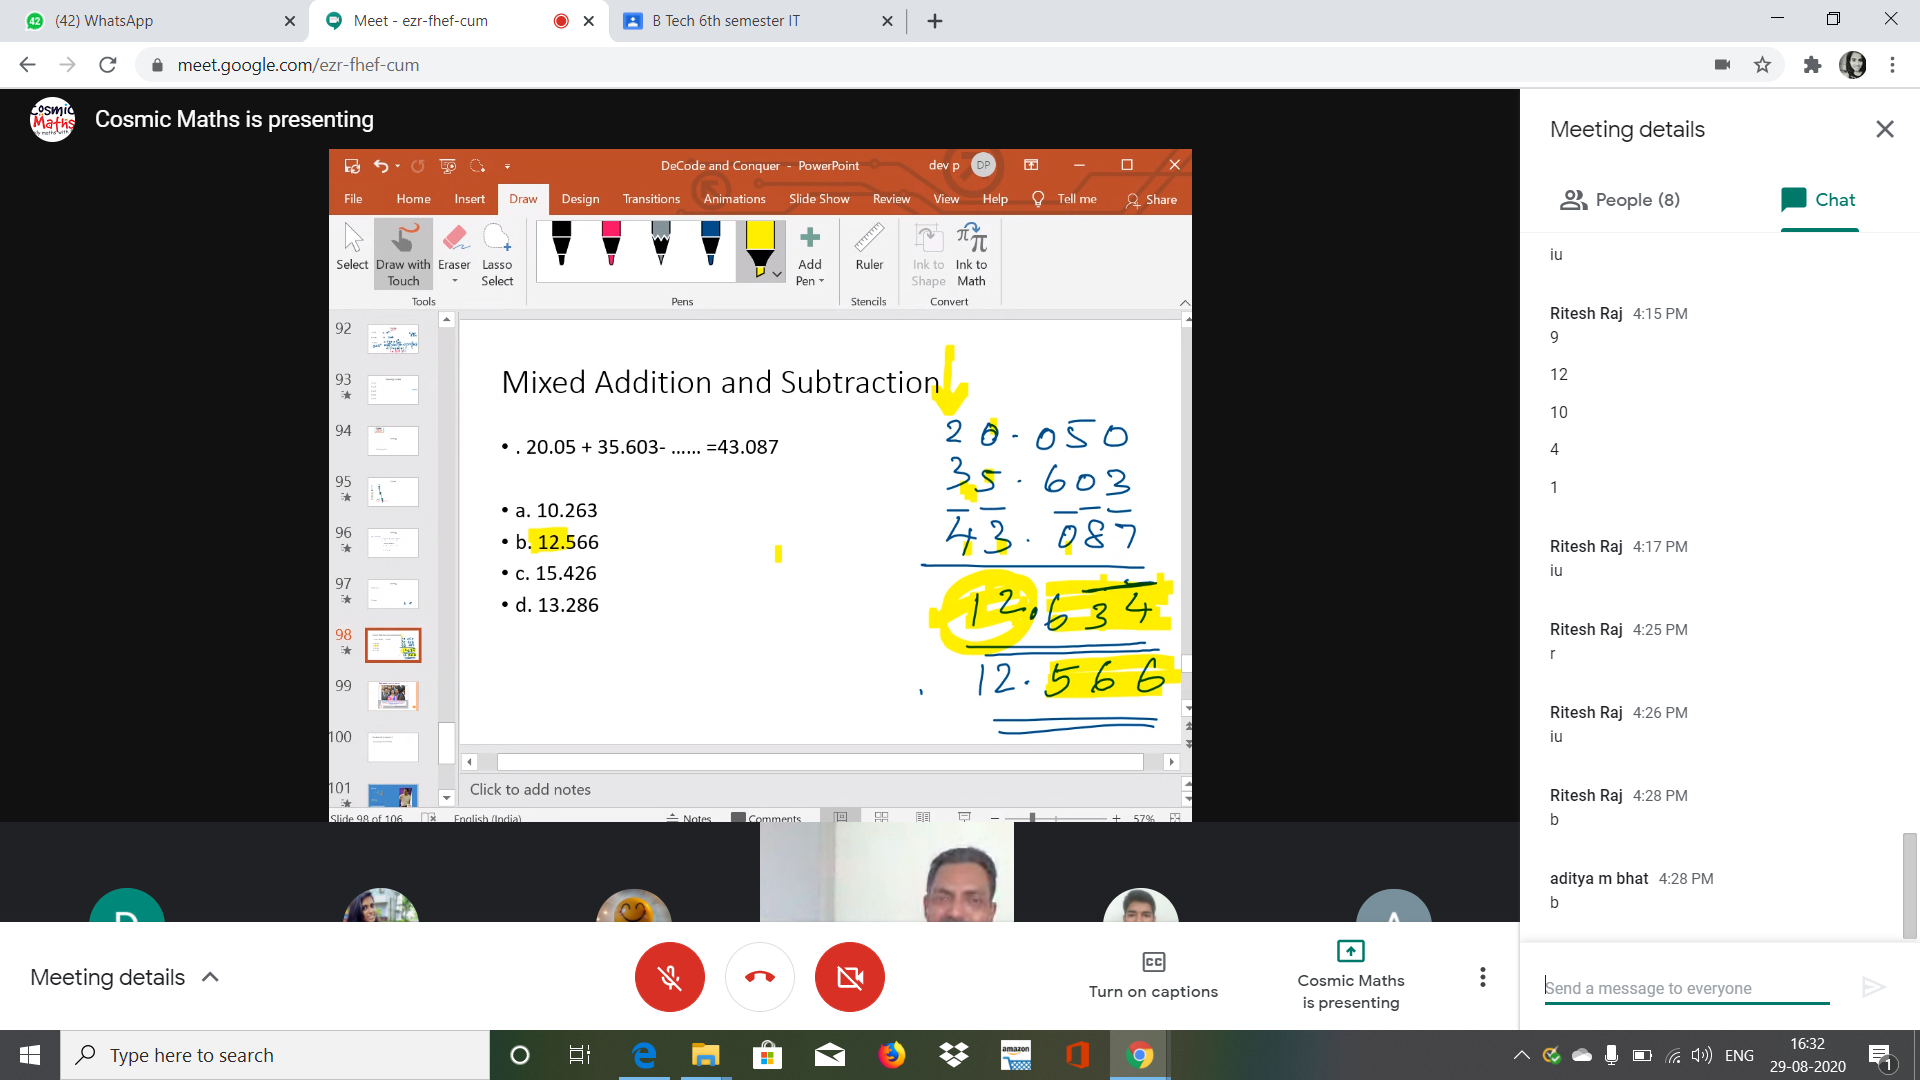 (42) WhatsApp
Meet - ezr-fhef-cum
B Tech 6th semester IT
meet.google.com/ezr-fhef-cum
Cosmic Maths
Cosmic Maths is presenting
Meeting details
People (8)
Chat
DeCode and Conquer - PowerPoint
dev p
DP
File Home Insert Draw Design Transitions Animations Slide Show Review View Help Tell me Share
Select
Draw with Touch
Eraser
Lasso Select
Add Pen
Ruler
Ink to Shape
Ink to Math
Tools
Pens
Stencils
Convert
92
93
94
95
96
97
98
99
100
101
Mixed Addition and Subtraction
• . 20.05 + 35.603- ...... =43.087
• a. 10.263
• b. 12.566
• c. 15.426
• d. 13.286
20.050
35.603
43.087
12.634
12.566
Click to add notes
Slide 98 of 106
English (India)
Notes
Comments
57%
iu
Ritesh Raj 4:15 PM
9
12
10
4
1
Ritesh Raj 4:17 PM
iu
Ritesh Raj 4:25 PM
r
Ritesh Raj 4:26 PM
iu
Ritesh Raj 4:28 PM
b
aditya m bhat 4:28 PM
b
Send a message to everyone
D
A
Meeting details
Turn on captions
Cosmic Maths
is presenting
Type here to search
amazon
ENG
16:32
29-08-2020
1